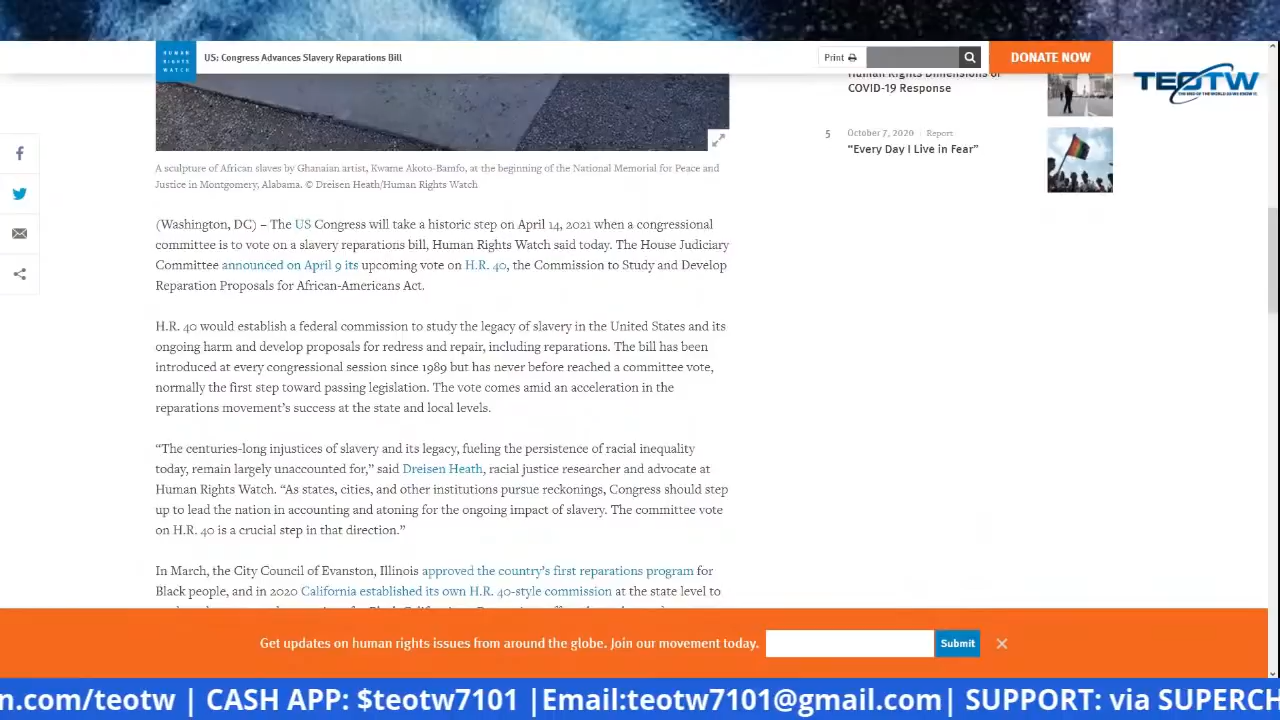 HUMAN
RIGHTS
WATCH
US: Congress Advances Slavery Reparations Bill
Print
DONATE NOW
Human Rights Dimensions of
COVID-19 Response
TEOTW
THE END OF THE WORLD AS WE KNOW IT
5 October 7, 2020 | Report
“Every Day I Live in Fear”
A sculpture of African slaves by Ghanaian artist, Kwame Akoto-Bamfo, at the beginning of the National Memorial for Peace and
Justice in Montgomery, Alabama. © Dreisen Heath/Human Rights Watch
(Washington, DC) – The US Congress will take a historic step on April 14, 2021 when a congressional
committee is to vote on a slavery reparations bill, Human Rights Watch said today. The House Judiciary
Committee announced on April 9 its upcoming vote on H.R. 40, the Commission to Study and Develop
Reparation Proposals for African-Americans Act.
H.R. 40 would establish a federal commission to study the legacy of slavery in the United States and its
ongoing harm and develop proposals for redress and repair, including reparations. The bill has been
introduced at every congressional session since 1989 but has never before reached a committee vote,
normally the first step toward passing legislation. The vote comes amid an acceleration in the
reparations movement’s success at the state and local levels.
“The centuries-long injustices of slavery and its legacy, fueling the persistence of racial inequality
today, remain largely unaccounted for,” said Dreisen Heath, racial justice researcher and advocate at
Human Rights Watch. “As states, cities, and other institutions pursue reckonings, Congress should step
up to lead the nation in accounting and atoning for the ongoing impact of slavery. The committee vote
on H.R. 40 is a crucial step in that direction.”
In March, the City Council of Evanston, Illinois approved the country’s first reparations program for
Black people, and in 2020 California established its own H.R. 40-style commission at the state level to
Get updates on human rights issues from around the globe. Join our movement today.
Submit
n.com/teotw | CASH APP: $teotw7101 |Email:teotw7101@gmail.com| SUPPORT: via SUPERCH